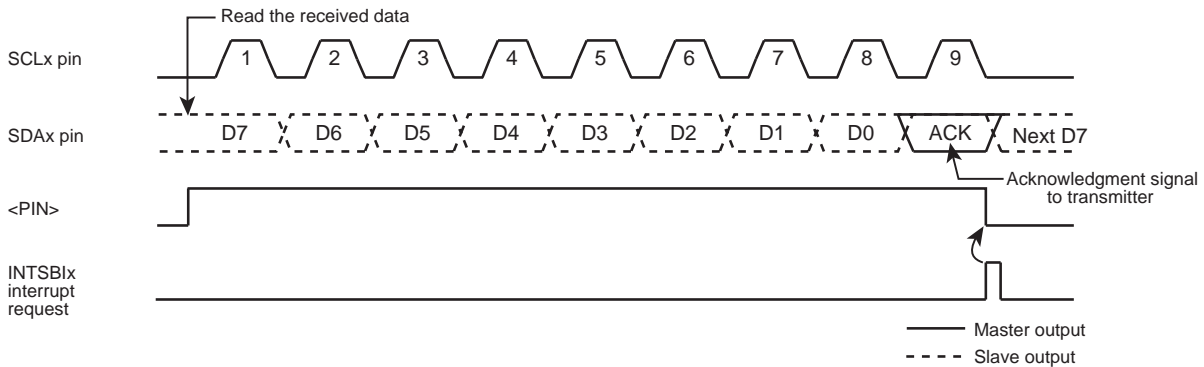 Read the received data
SCLx pin
1 2 3 4 5 6 7 8 9
SDAx pin
D7 D6 D5 D4 D3 D2 D1 D0 ACK Next D7
Acknowledgment signal
to transmitter
<PIN>
INTSBIx
interrupt
request
Master output
Slave output